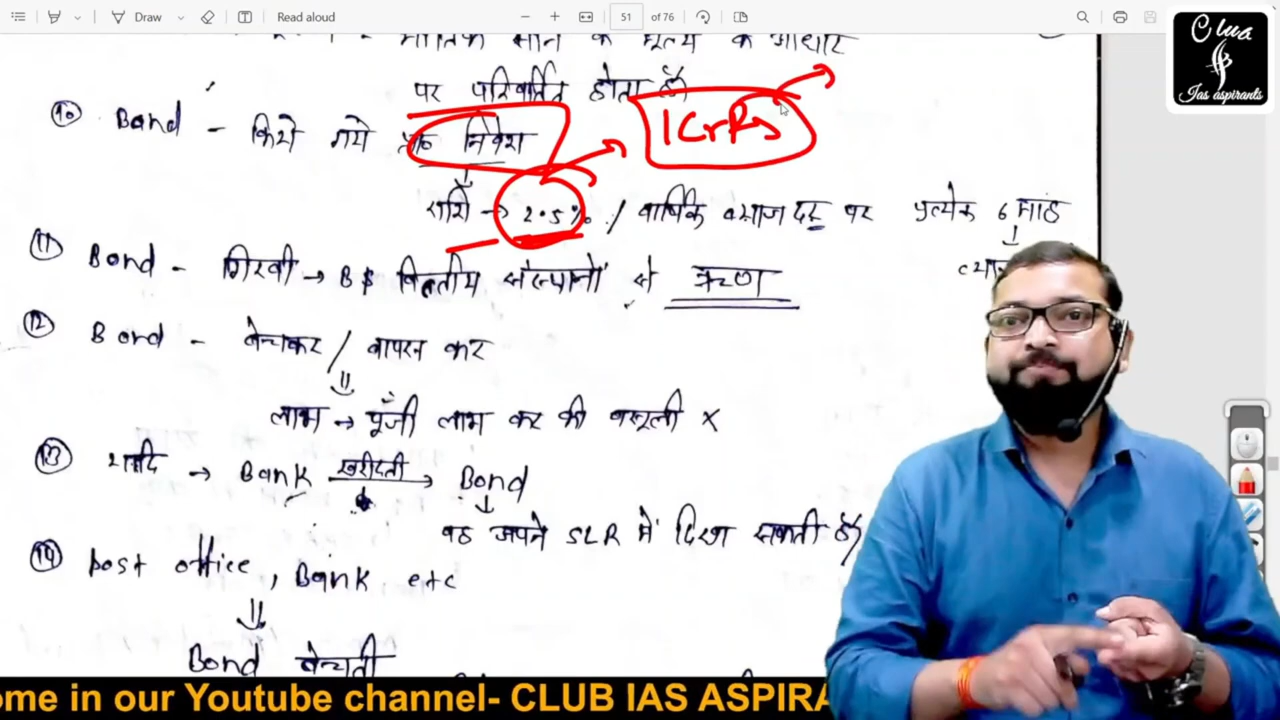 Draw
Read aloud
51 of 76
Club
Ias aspirants
के आधार
पर परिवर्तित होता है।
⑩ Bond - किये गये निवेश
1CrRs
राशि → 2.5% / वार्षिक ब्याज दर पर प्रत्येक 6 माह
⑪ Bond - गिरवी → B$ वित्तीय संस्थानों से ऋण
⑫ Bond - बेचकर / वापस कर
लाभ → पूँजी लाभ कर की वसूली x
⑬ यदि → Bank खरीदती → Bond
वह अपने SLR में दिखा सकती है।
⑭ post office, Bank etc
Bond बेचती
ome in our Youtube channel- CLUB IAS ASPIRA